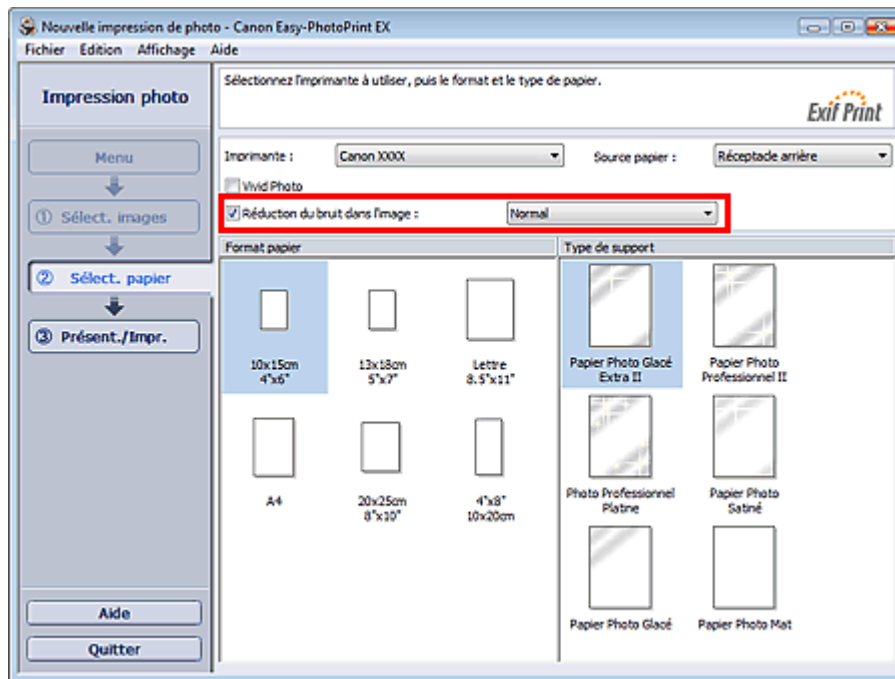 Nouvelle impression de photo - Canon Easy-PhotoPrint EX
Fichier Edition Affichage Aide
Impression photo
Sélectionnez l'imprimante à utiliser, puis le format et le type de papier.
Exif Print
Menu
① Sélect. images
② Sélect. papier
③ Présent./Impr.
Aide
Quitter
Imprimante : Canon XXXX Source papier : Réceptacle arrière
Vivid Photo
Réduction du bruit dans l'image : Normal
Format papier
10x15cm
4"x6"
13x18cm
5"x7"
Lettre
8.5"x11"
A4
20x25cm
8"x10"
4"x8"
10x20cm
Type de support
Papier Photo Glacé
Extra II
Papier Photo
Professionnel II
Photo Professionnel
Platine
Papier Photo
Satiné
Papier Photo Glacé
Papier Photo Mat